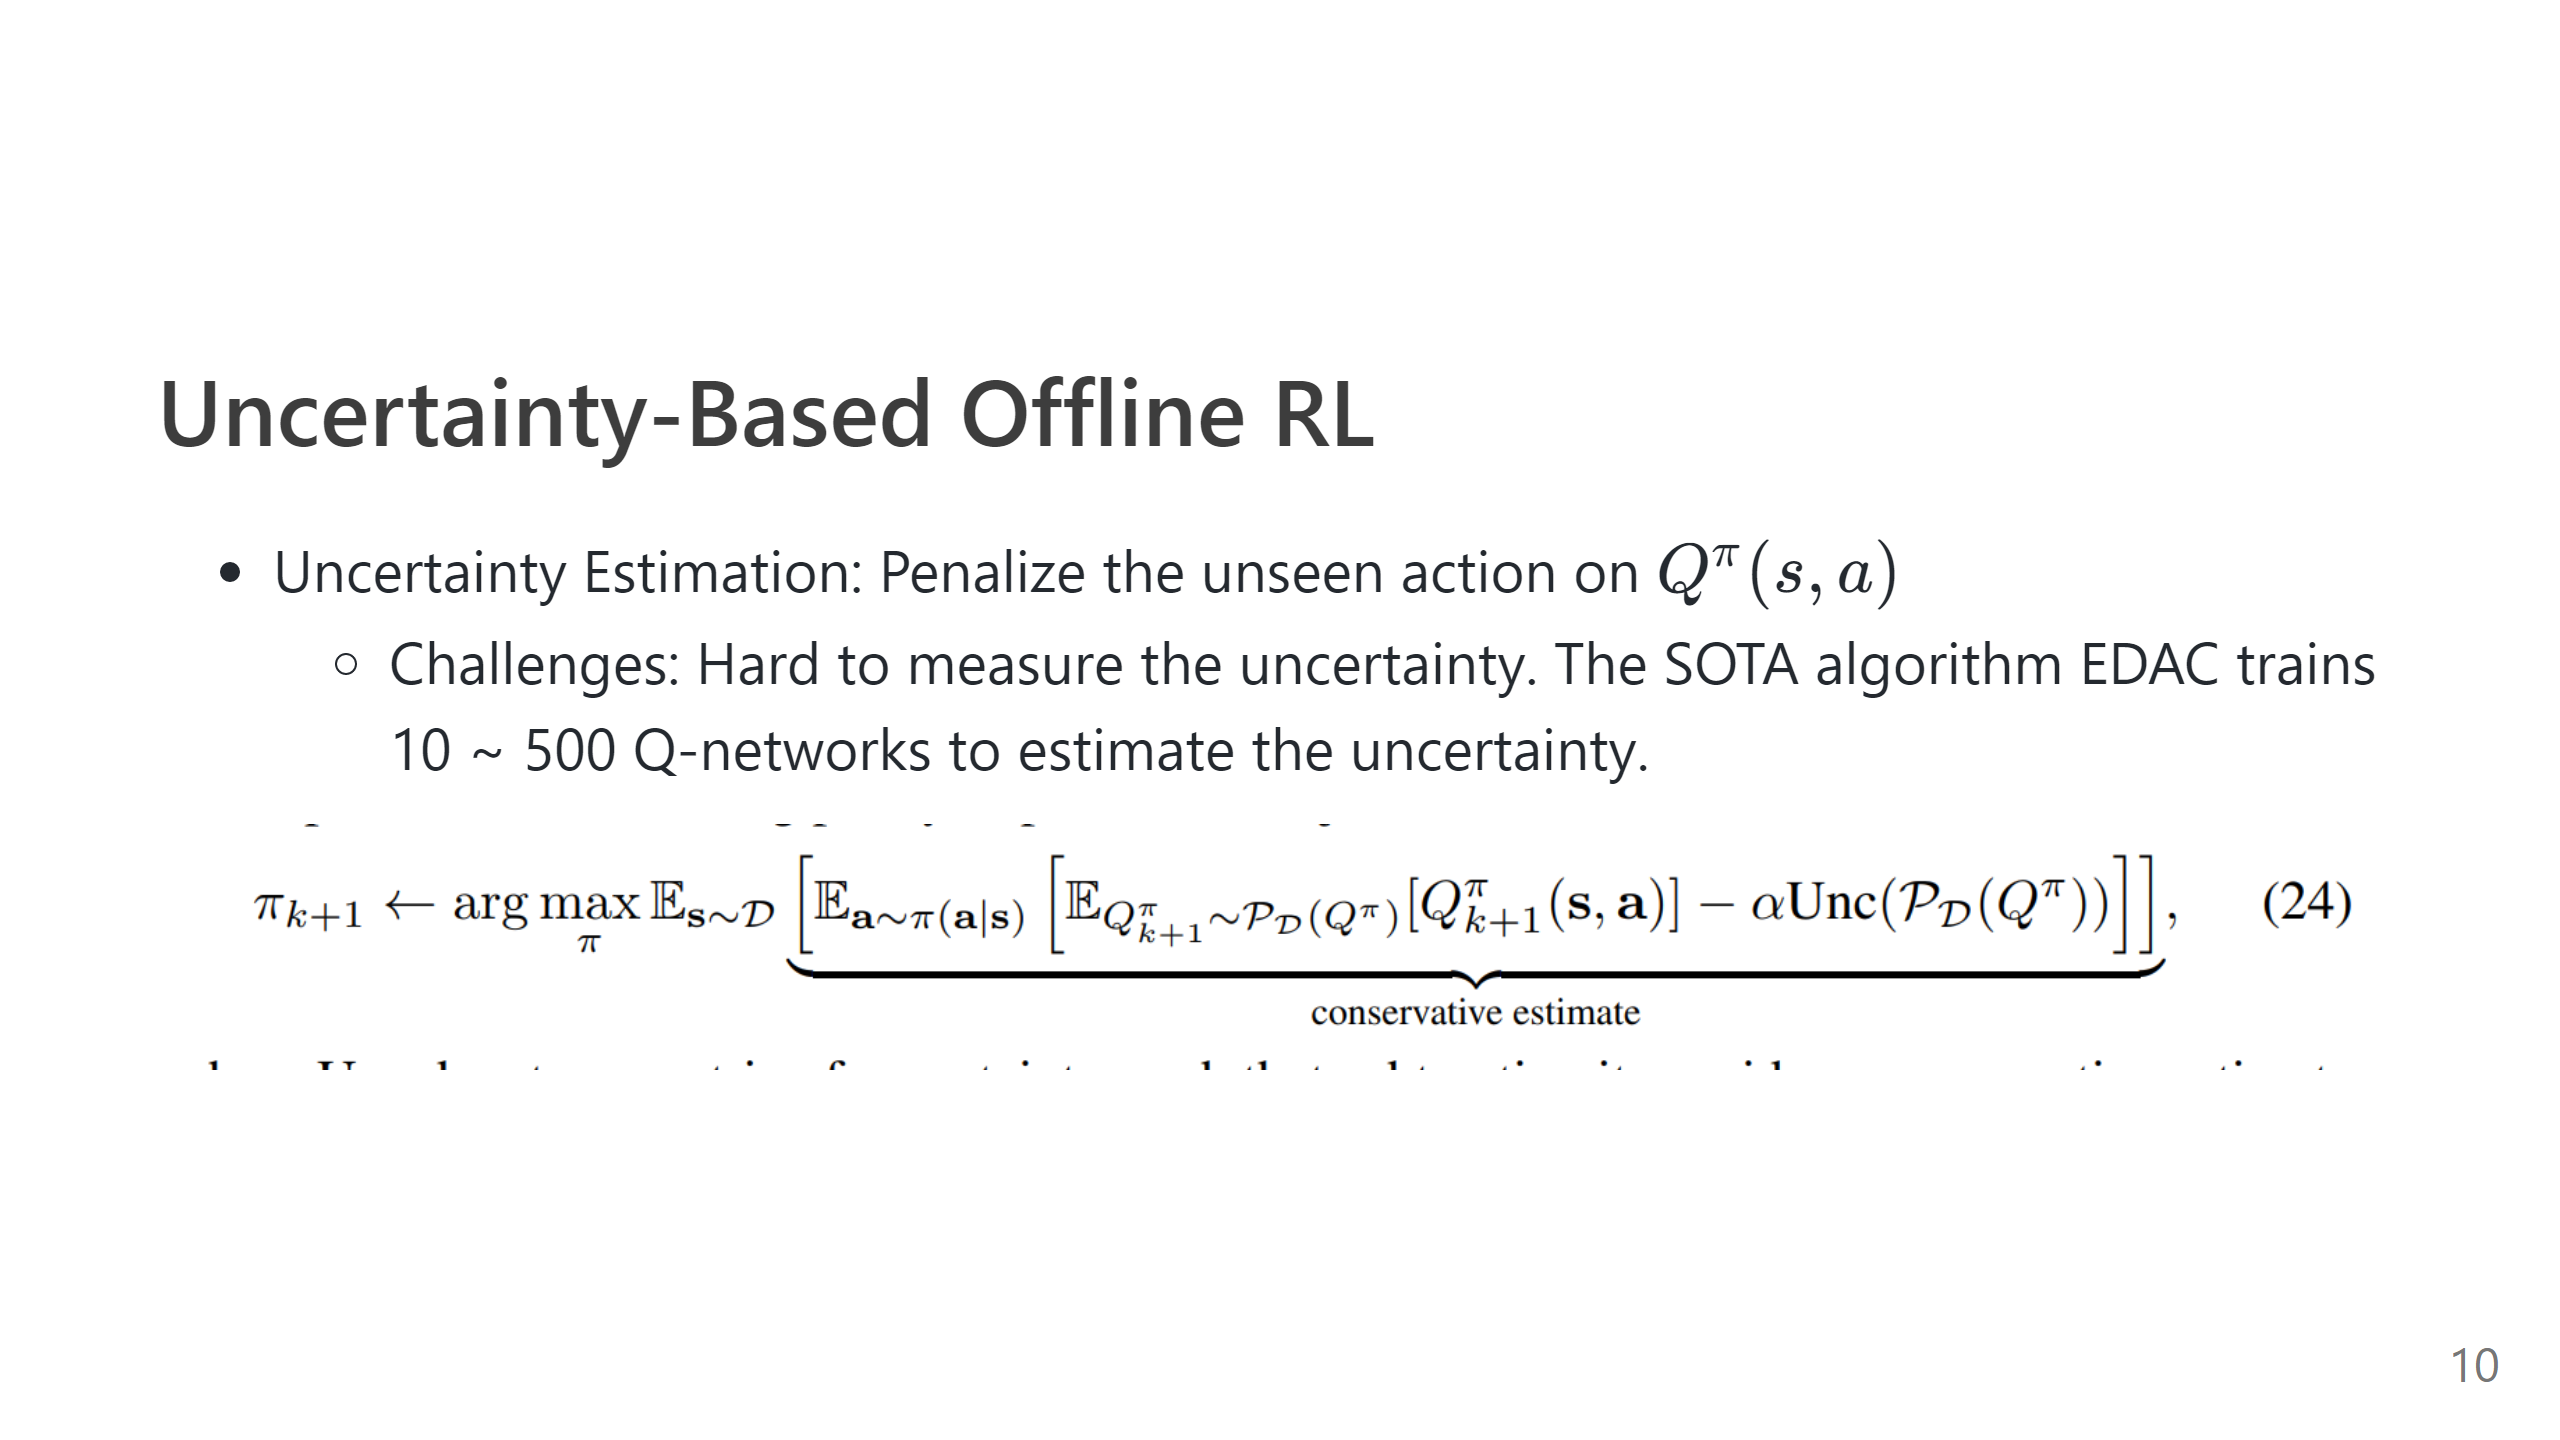 Uncertainty-Based Offline RL
• Uncertainty Estimation: Penalize the unseen action on Q^π(s, a)
○ Challenges: Hard to measure the uncertainty. The SOTA algorithm EDAC trains
10 ~ 500 Q-networks to estimate the uncertainty.
π_{k+1} ← arg max_π 𝔼_{s∼𝒟} [𝔼_{a∼π(a|s)} [𝔼_{Q^π_{k+1}∼𝒫_𝒟(Q^π)}[Q^π_{k+1}(s, a)] − αUnc(𝒫_𝒟(Q^π))]], (24)
conservative estimate
10